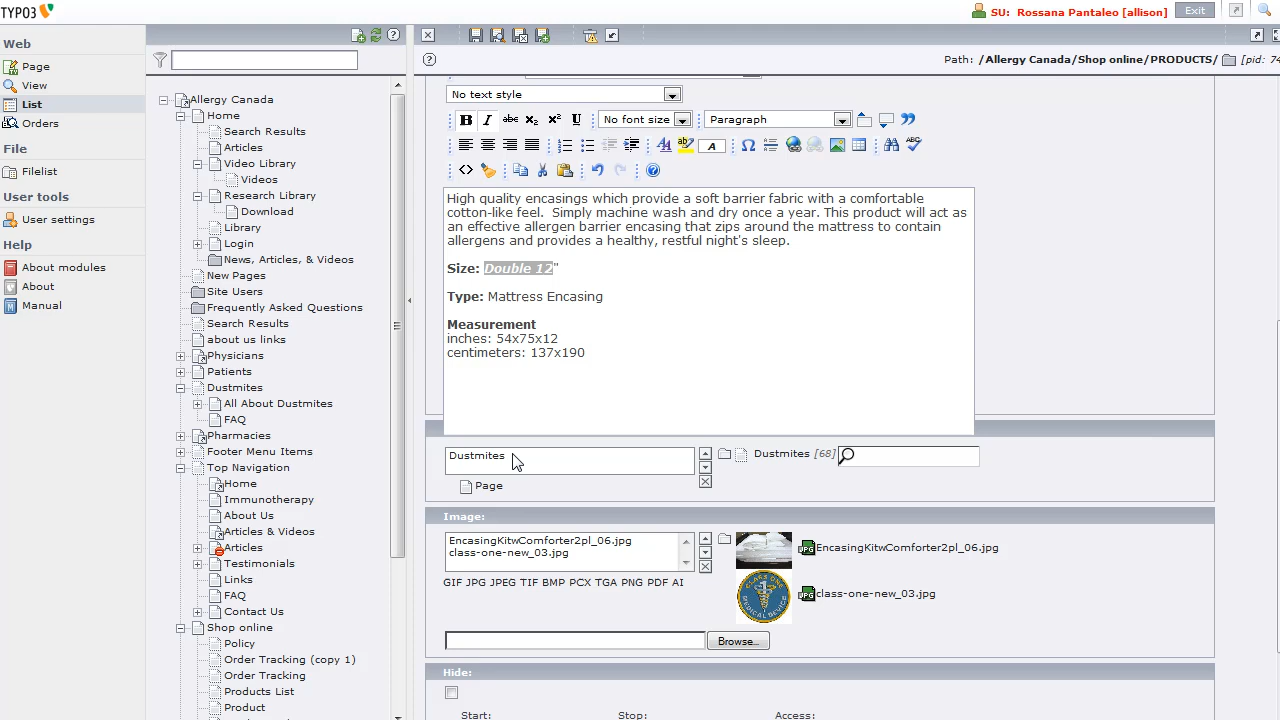 TYPO3
SU: Rossana Pantaleo [allison]
Exit
Web
Page
View
List
Orders
File
Filelist
User tools
User settings
Help
About modules
About
Manual
Allergy Canada
Home
Search Results
Articles
Video Library
Videos
Research Library
Download
Library
Login
News, Articles, & Videos
New Pages
Site Users
Frequently Asked Questions
Search Results
about us links
Physicians
Patients
Dustmites
All About Dustmites
FAQ
Pharmacies
Footer Menu Items
Top Navigation
Home
Immunotherapy
About Us
Articles & Videos
Articles
Testimonials
Links
FAQ
Contact Us
Shop online
Policy
Order Tracking (copy 1)
Order Tracking
Products List
Product
Path: /Allergy Canada/Shop online/PRODUCTS/ [pid: 74
No text style
No font size
Paragraph
High quality encasings which provide a soft barrier fabric with a comfortable
cotton-like feel.  Simply machine wash and dry once a year. This product will act as
an effective allergen barrier encasing that zips around the mattress to contain
allergens and provides a healthy, restful night's sleep.
Size: Double 12"
Type: Mattress Encasing
Measurement
inches: 54x75x12
centimeters: 137x190
Dustmites
Dustmites [68]
Page
Image:
EncasingKitwComforter2pl_06.jpg
class-one-new_03.jpg
EncasingKitwComforter2pl_06.jpg
class-one-new_03.jpg
GIF JPG JPEG TIF BMP PCX TGA PNG PDF AI
Browse...
Hide:
Start:
Stop:
Access: